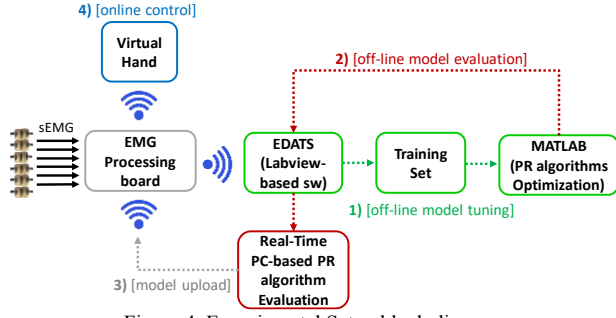 4) [online control]
Virtual
Hand
2) [off-line model evaluation]
sEMG
EMG
Processing
board
EDATS
(Labview-
based sw)
Training
Set
MATLAB
(PR algorithms
Optimization)
1) [off-line model tuning]
Real-Time
PC-based PR
algorithm
Evaluation
3) [model upload]